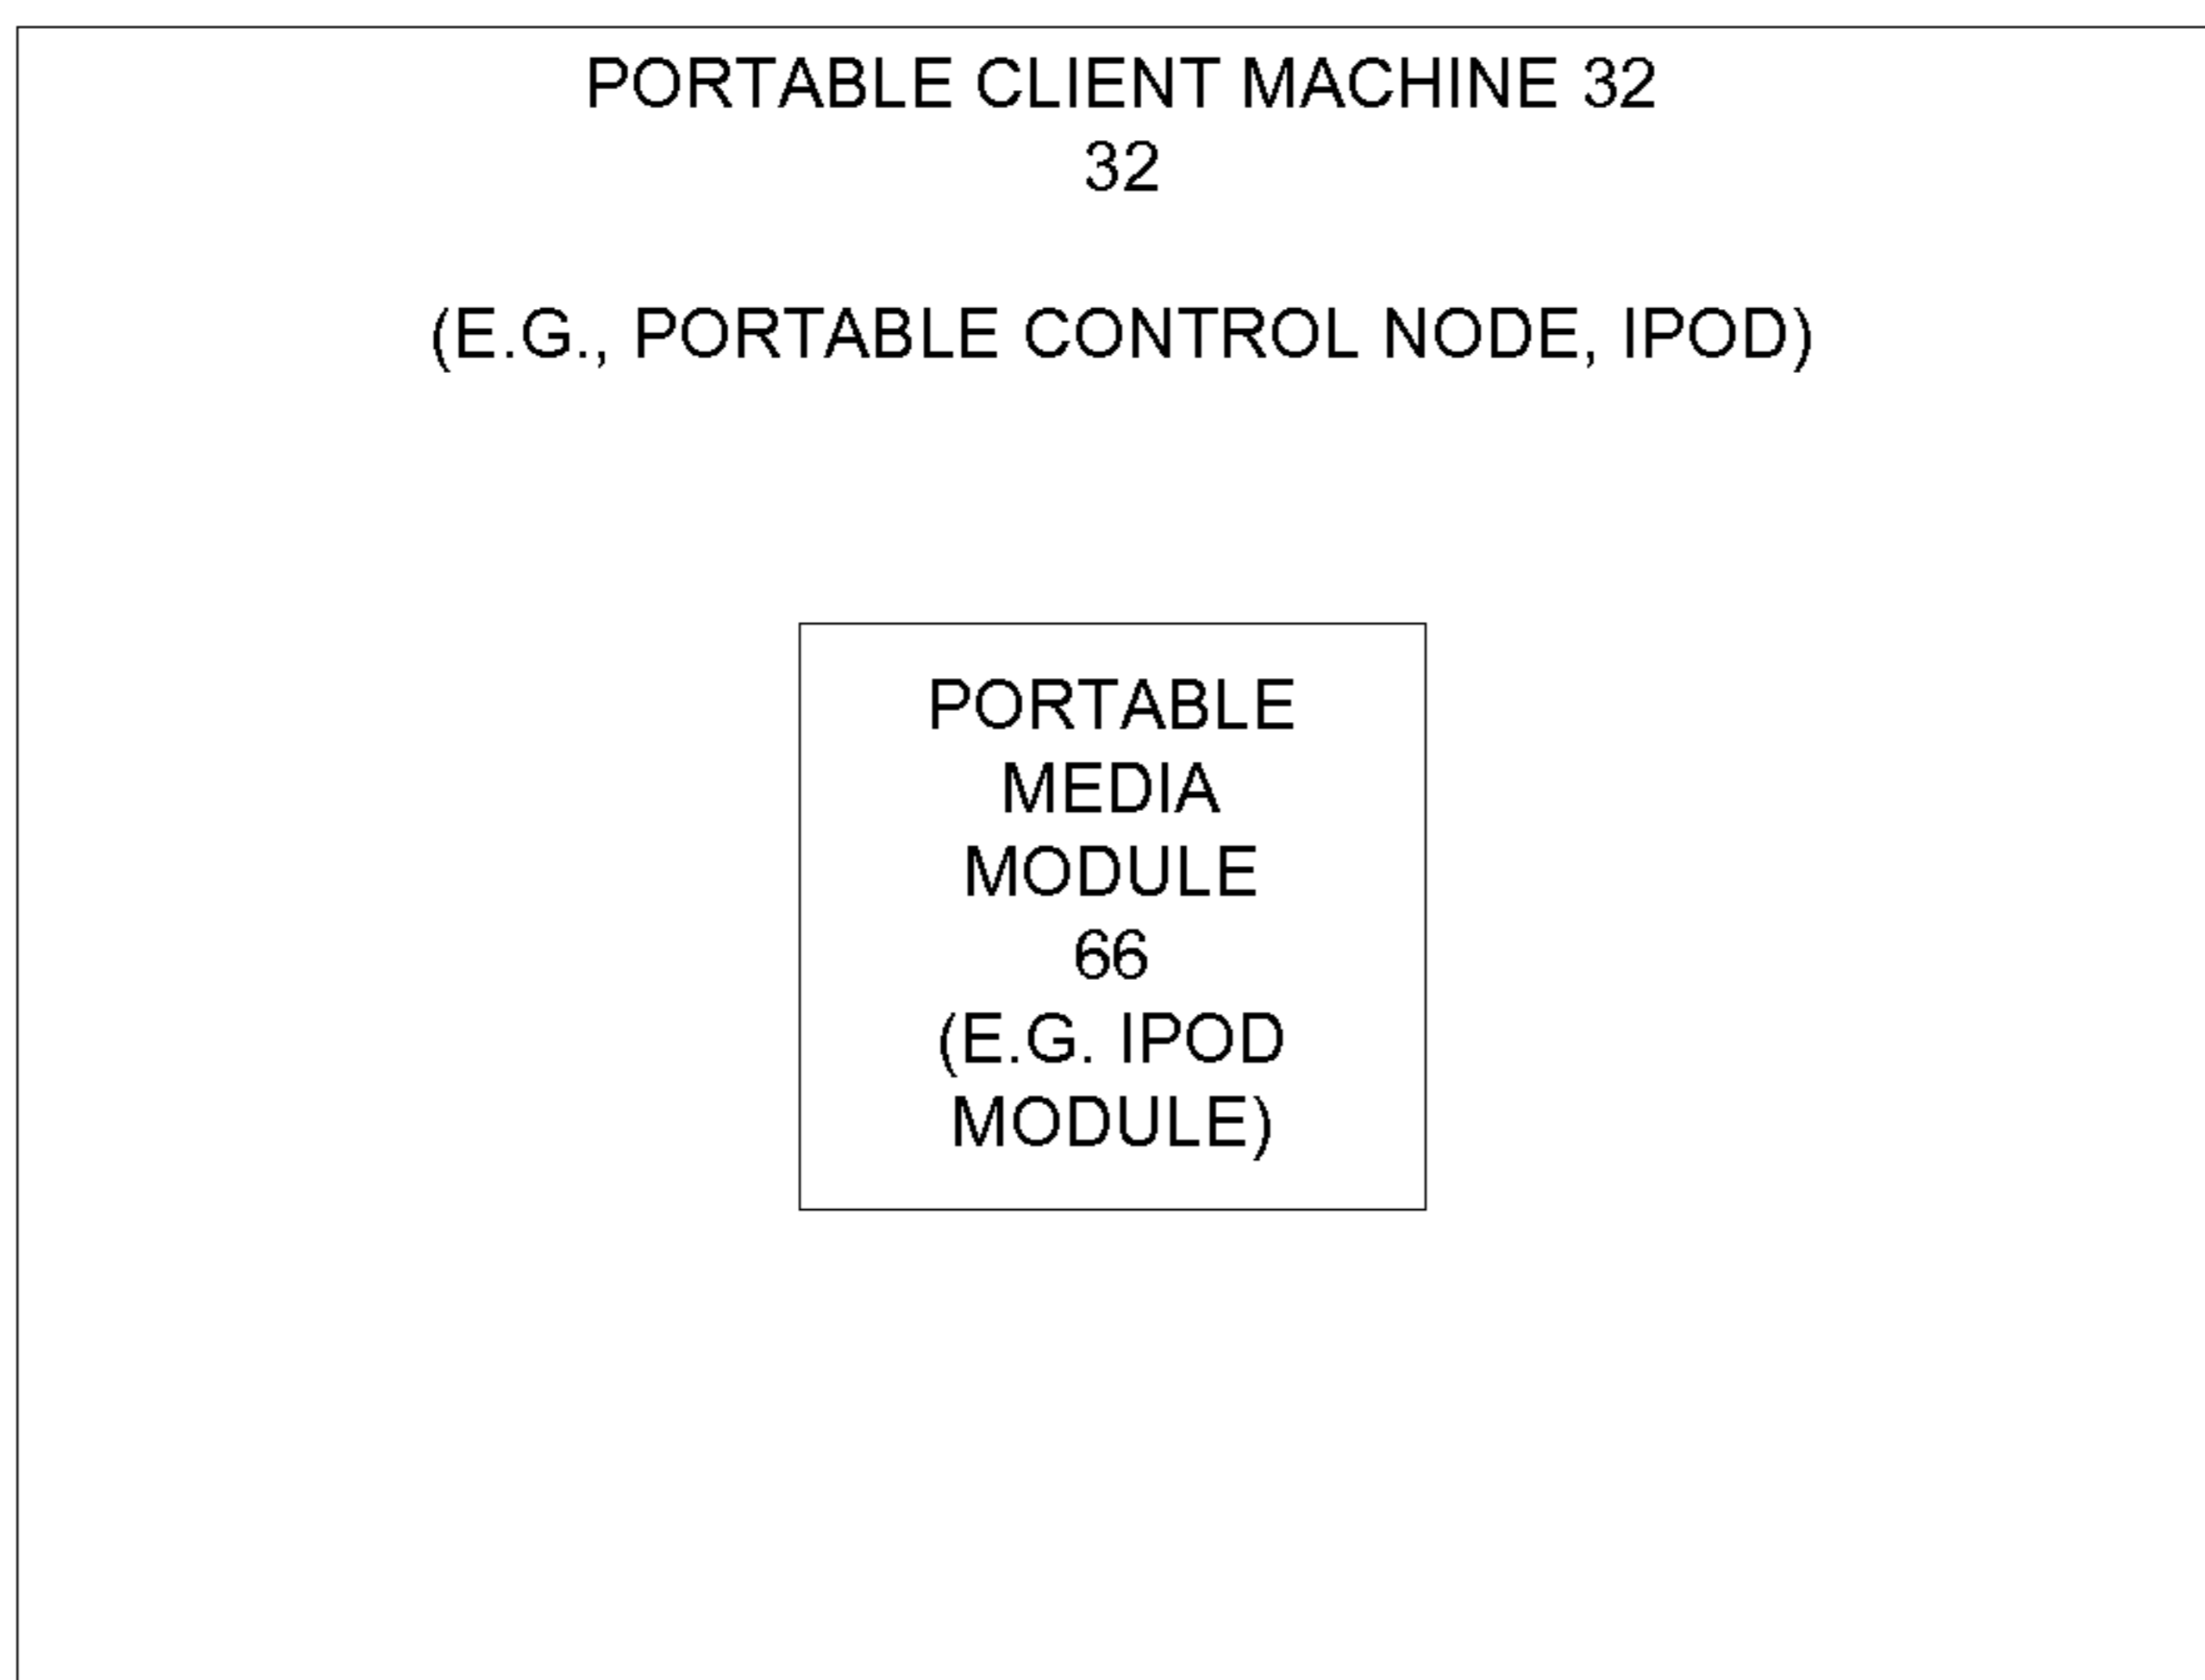 PORTABLE CLIENT MACHINE 32
32
(E.G., PORTABLE CONTROL NODE, IPOD)
PORTABLE
MEDIA
MODULE
66
(E.G. IPOD
MODULE)